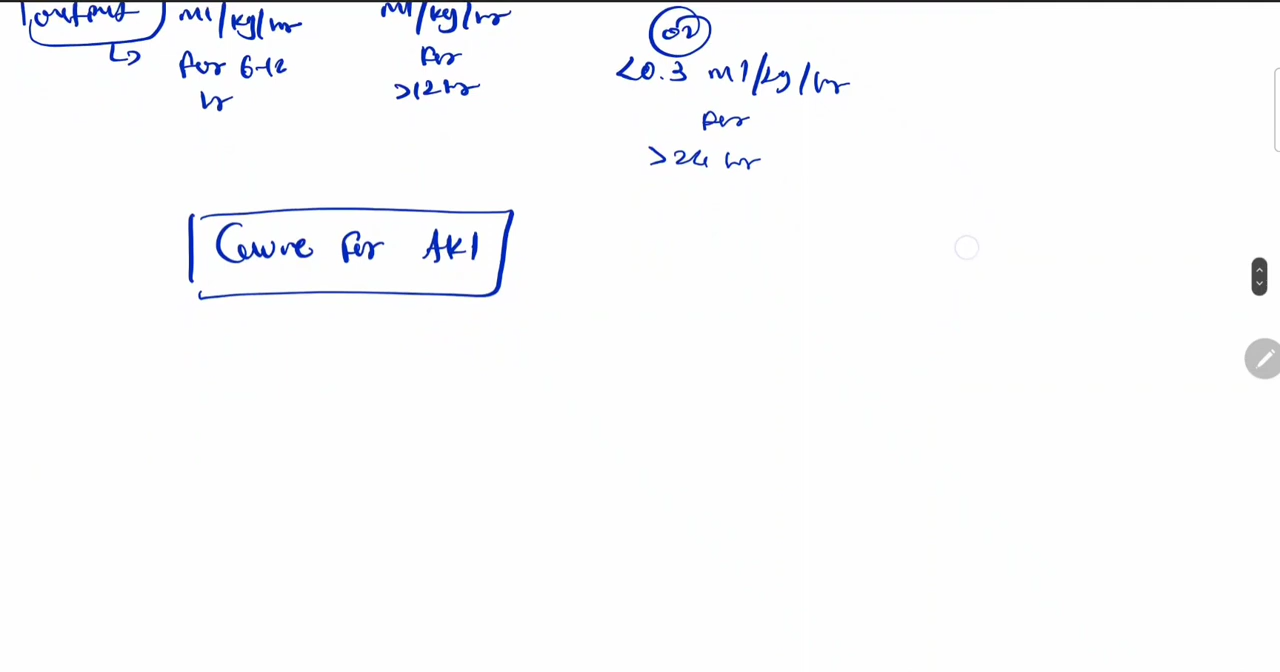 output
ml/kg/hr
for 6-12
hr
ml/kg/hr
for
>12hr
or
<0.3 ml/kg/hr
for
>24 hr
Cause for AKI